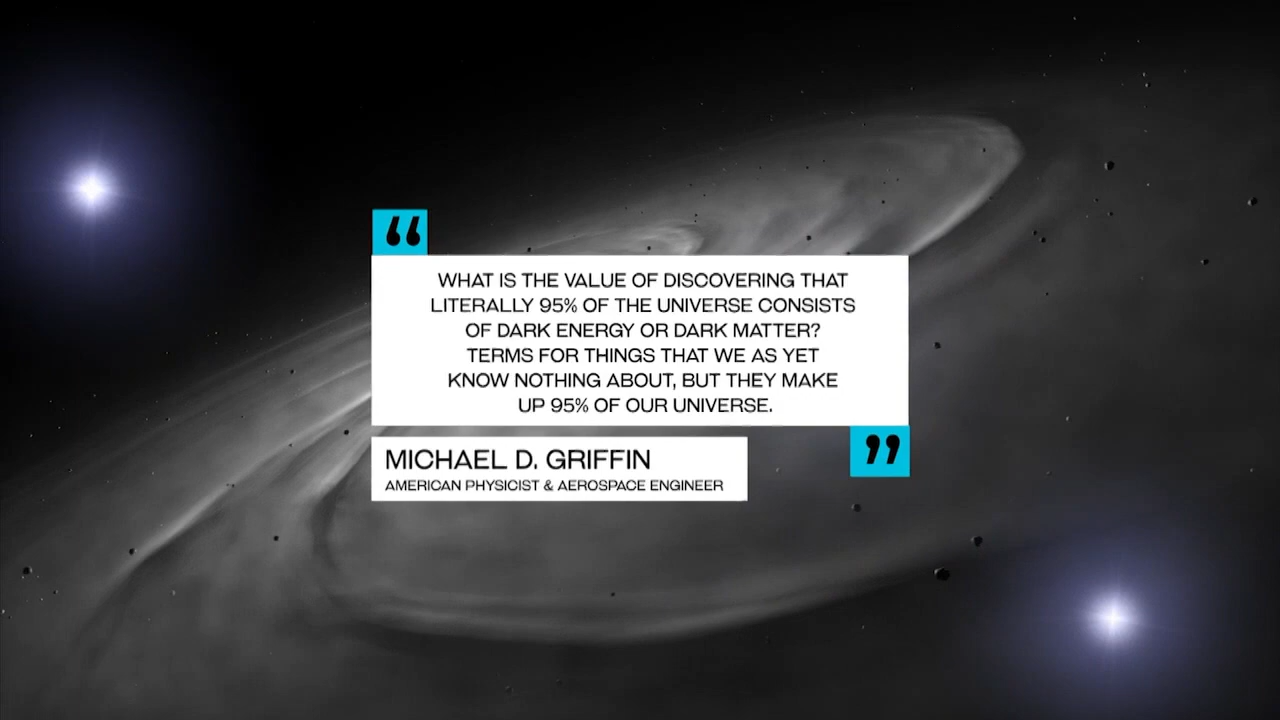 “
WHAT IS THE VALUE OF DISCOVERING THAT
LITERALLY 95% OF THE UNIVERSE CONSISTS
OF DARK ENERGY OR DARK MATTER?
TERMS FOR THINGS THAT WE AS YET
KNOW NOTHING ABOUT, BUT THEY MAKE
UP 95% OF OUR UNIVERSE.
”
MICHAEL D. GRIFFIN
AMERICAN PHYSICIST & AEROSPACE ENGINEER